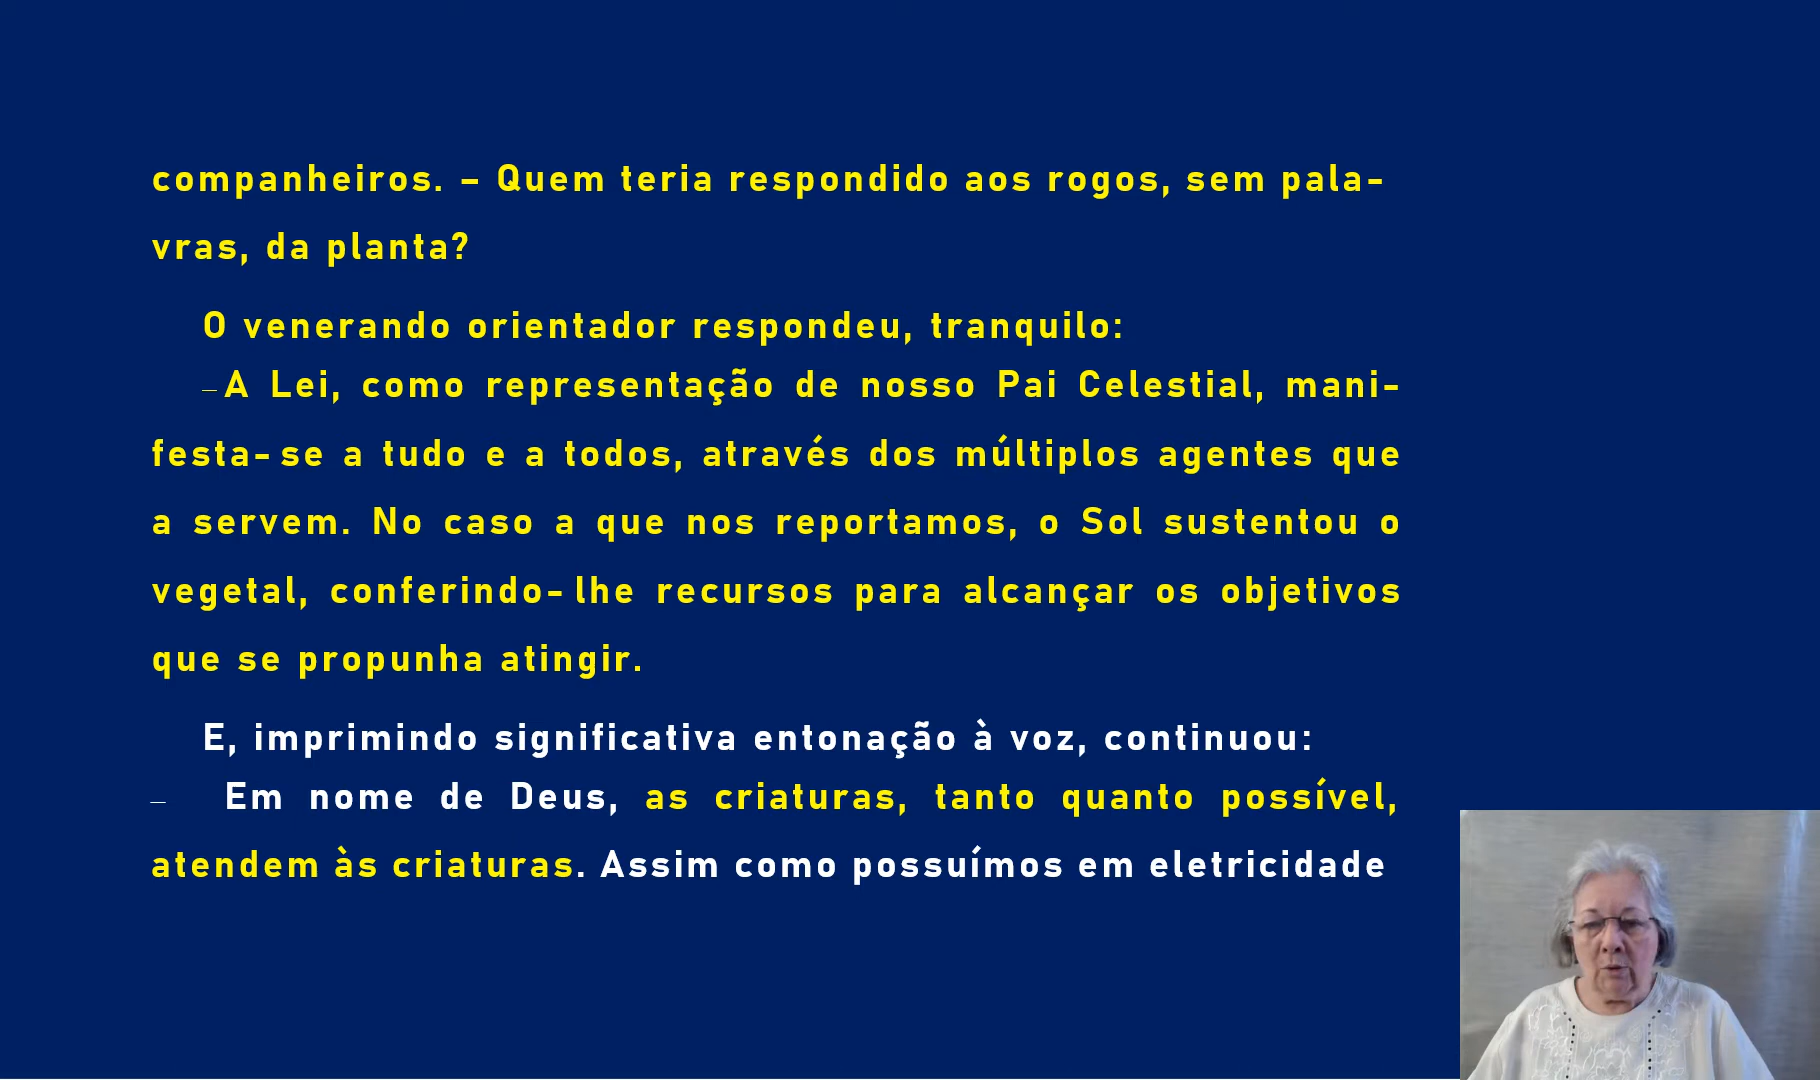 companheiros. – Quem teria respondido aos rogos, sem pala-
vras, da planta?
O venerando orientador respondeu, tranquilo:
–A Lei, como representação de nosso Pai Celestial, mani-
festa-se a tudo e a todos, através dos múltiplos agentes que
a servem. No caso a que nos reportamos, o Sol sustentou o
vegetal, conferindo-lhe recursos para alcançar os objetivos
que se propunha atingir.
E, imprimindo significativa entonação à voz, continuou:
– Em nome de Deus, as criaturas, tanto quanto possível,
atendem às criaturas. Assim como possuímos em eletricidade